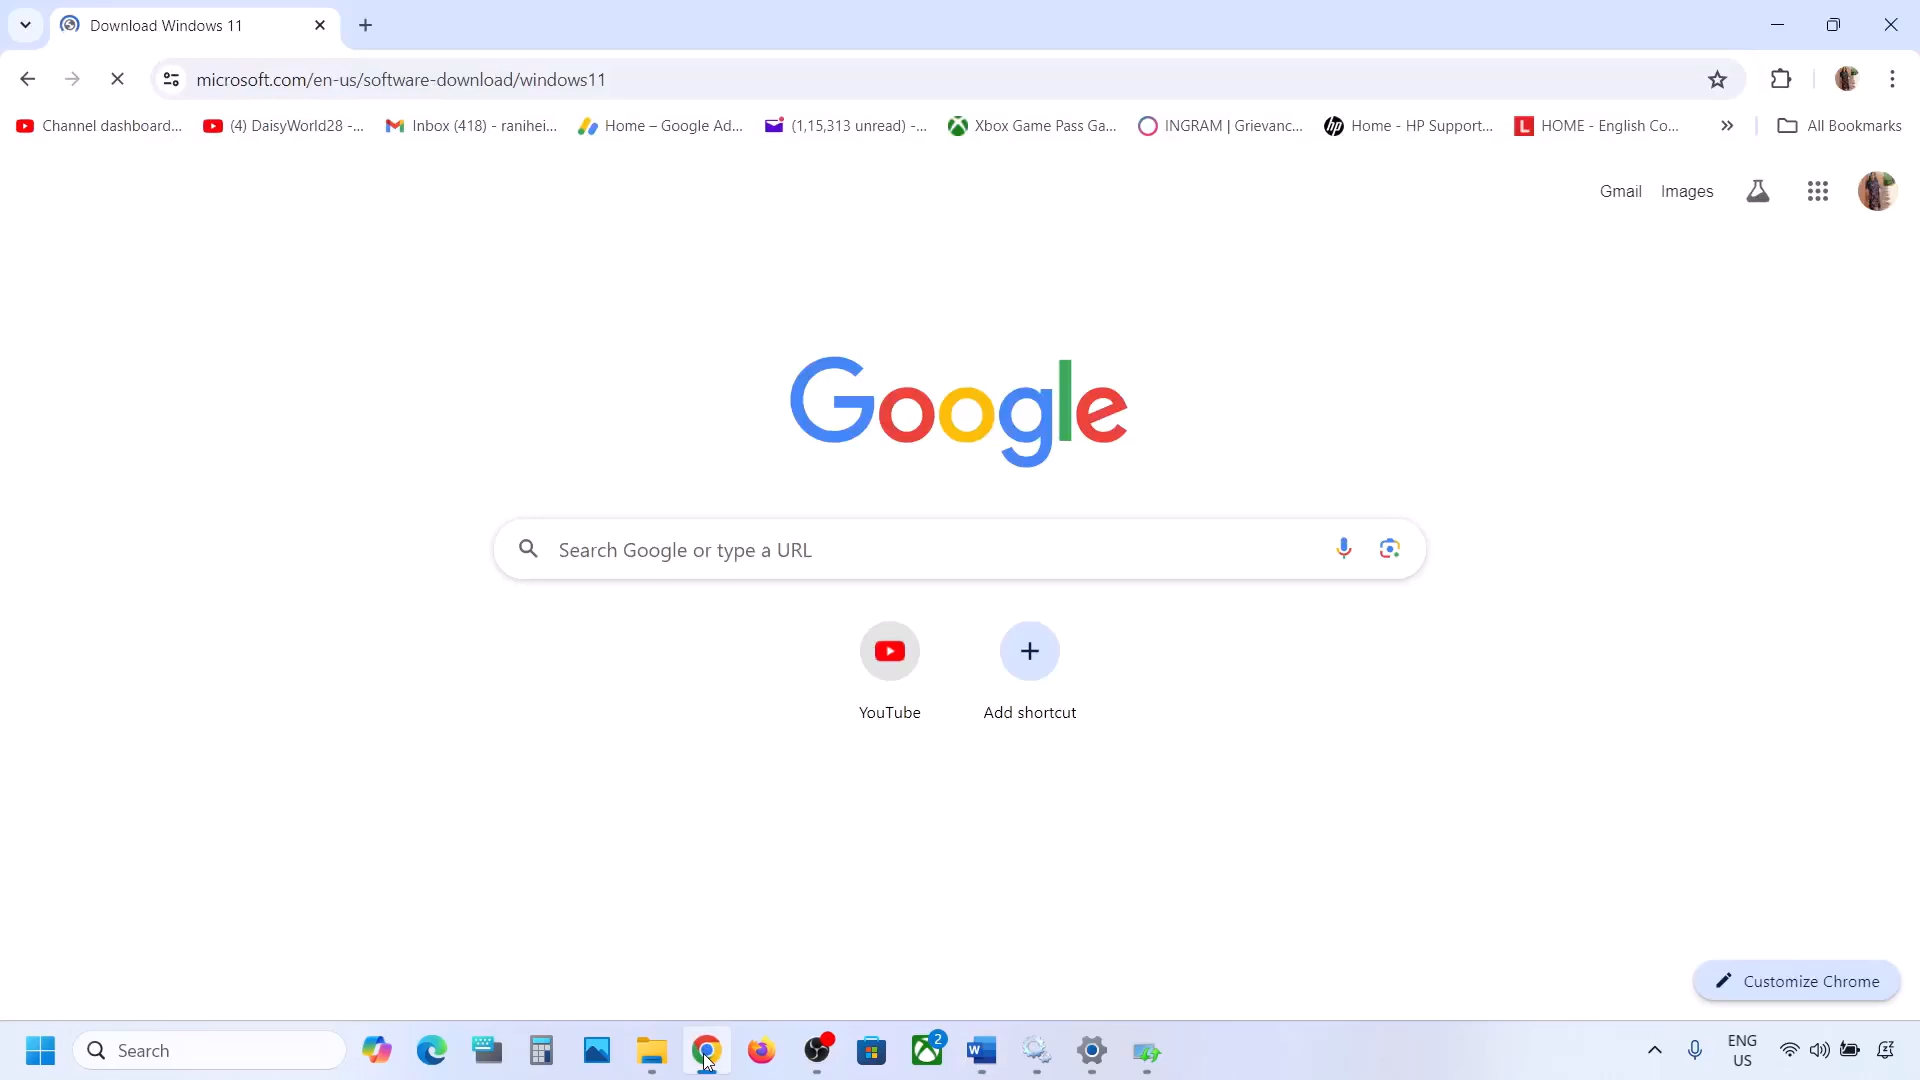 Download Windows 11
microsoft.com/en-us/software-download/windows11
Channel dashboard... (4) DaisyWorld28 -... Inbox (418) - ranihei... Home – Google Ad... (1,15,313 unread) -... Xbox Game Pass Ga... INGRAM | Grievanc... Home - HP Support... HOME - English Co... All Bookmarks
Gmail Images
Google
Search Google or type a URL
YouTube Add shortcut
Customize Chrome
Search 2 ENG
US